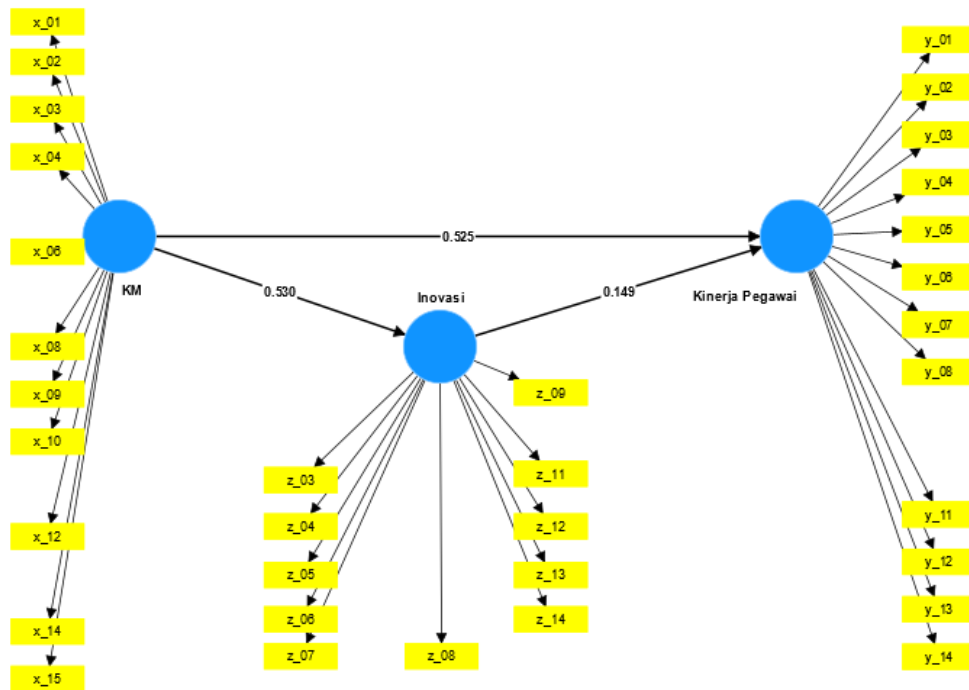 x_01
x_02
x_03
x_04
x_06
x_08
x_09
x_10
x_12
x_14
x_15
KM
0.525
0.530
0.149
Inovasi
z_03
z_04
z_05
z_06
z_07
z_08
z_09
z_11
z_12
z_13
z_14
Kinerja Pegawai
y_01
y_02
y_03
y_04
y_05
y_06
y_07
y_08
y_11
y_12
y_13
y_14